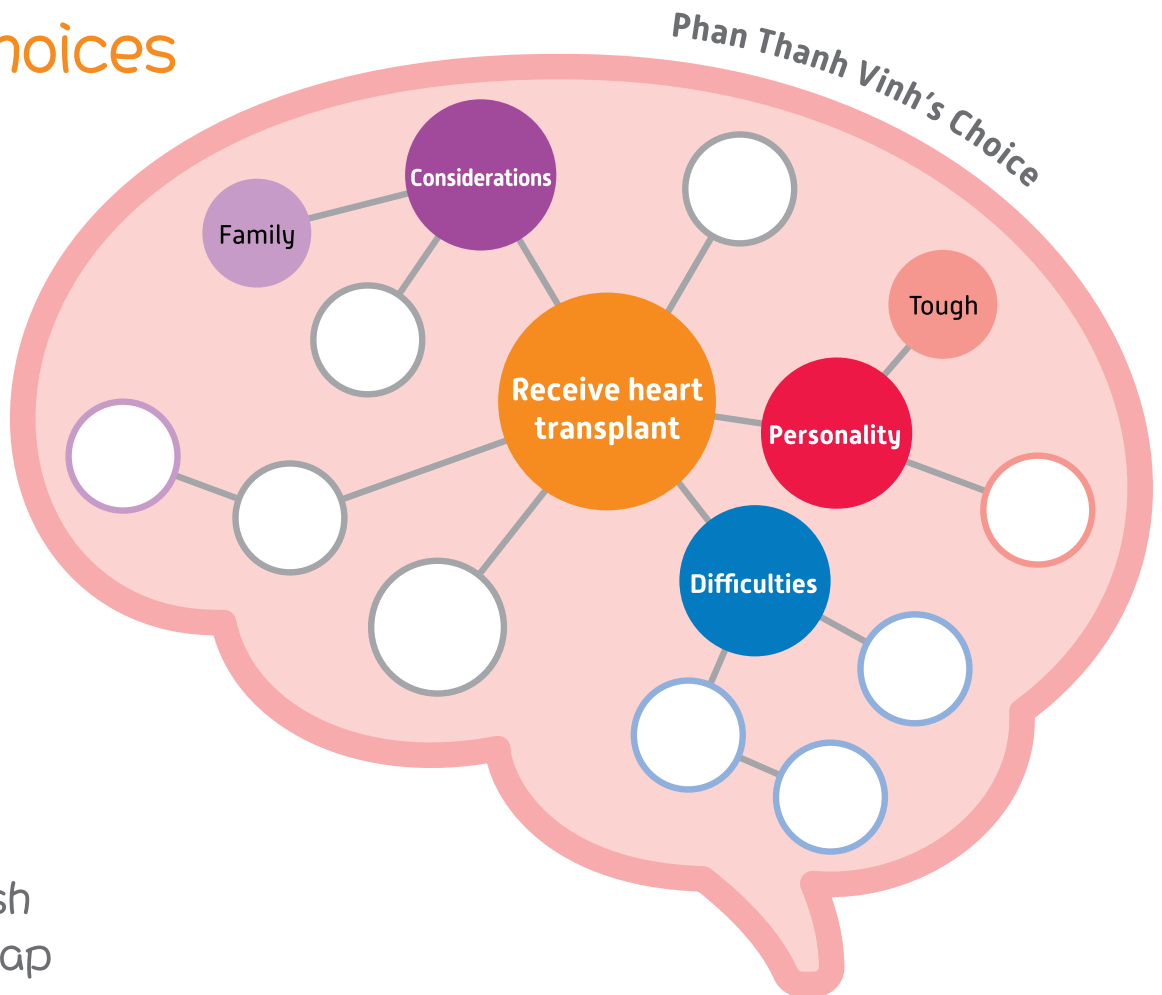 hoices
Phan Thanh Vinh's Choice
Considerations
Family
Tough
Receive heart
transplant
Personality
Difficulties
sh
ap